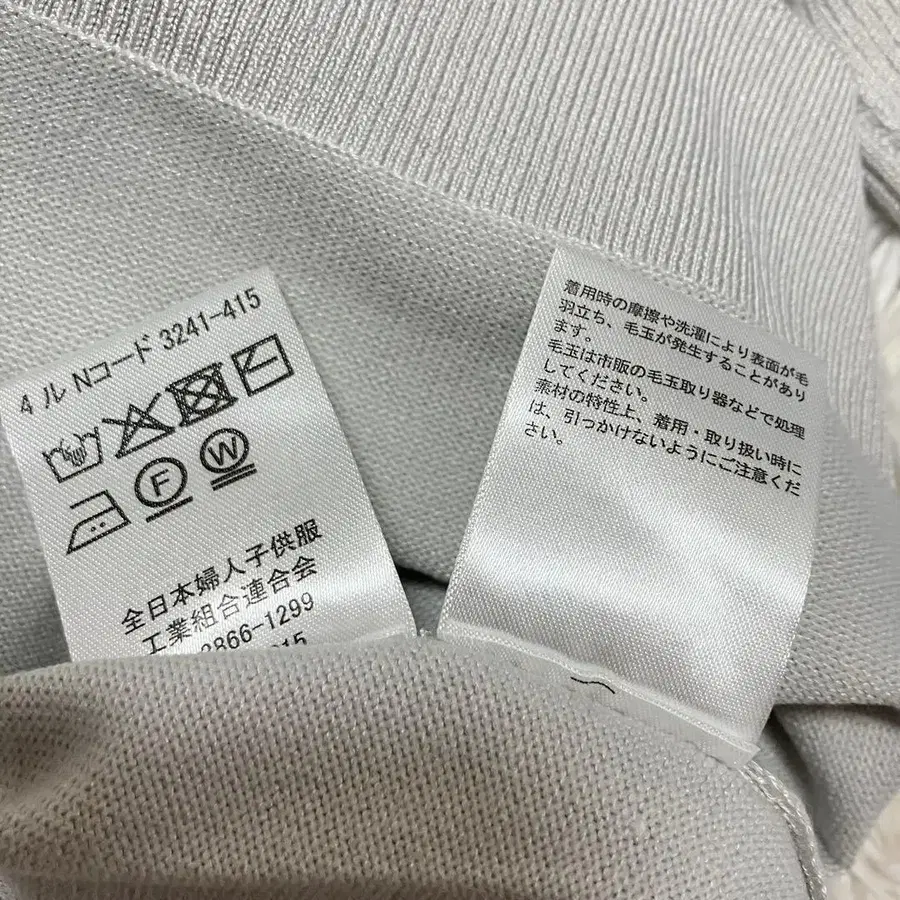 4 ル Nコード 3241-415
F W
全日本婦人子供服
工業組合連合会
2866-1299
着用時の摩擦や洗濯により表面が毛
羽立ち、毛玉が発生することがあり
ます。
毛玉は市販の毛玉取り器などで処理
してください。
素材の特性上、着用・取り扱い時に
は、引っかけないようにご注意くだ
さい。